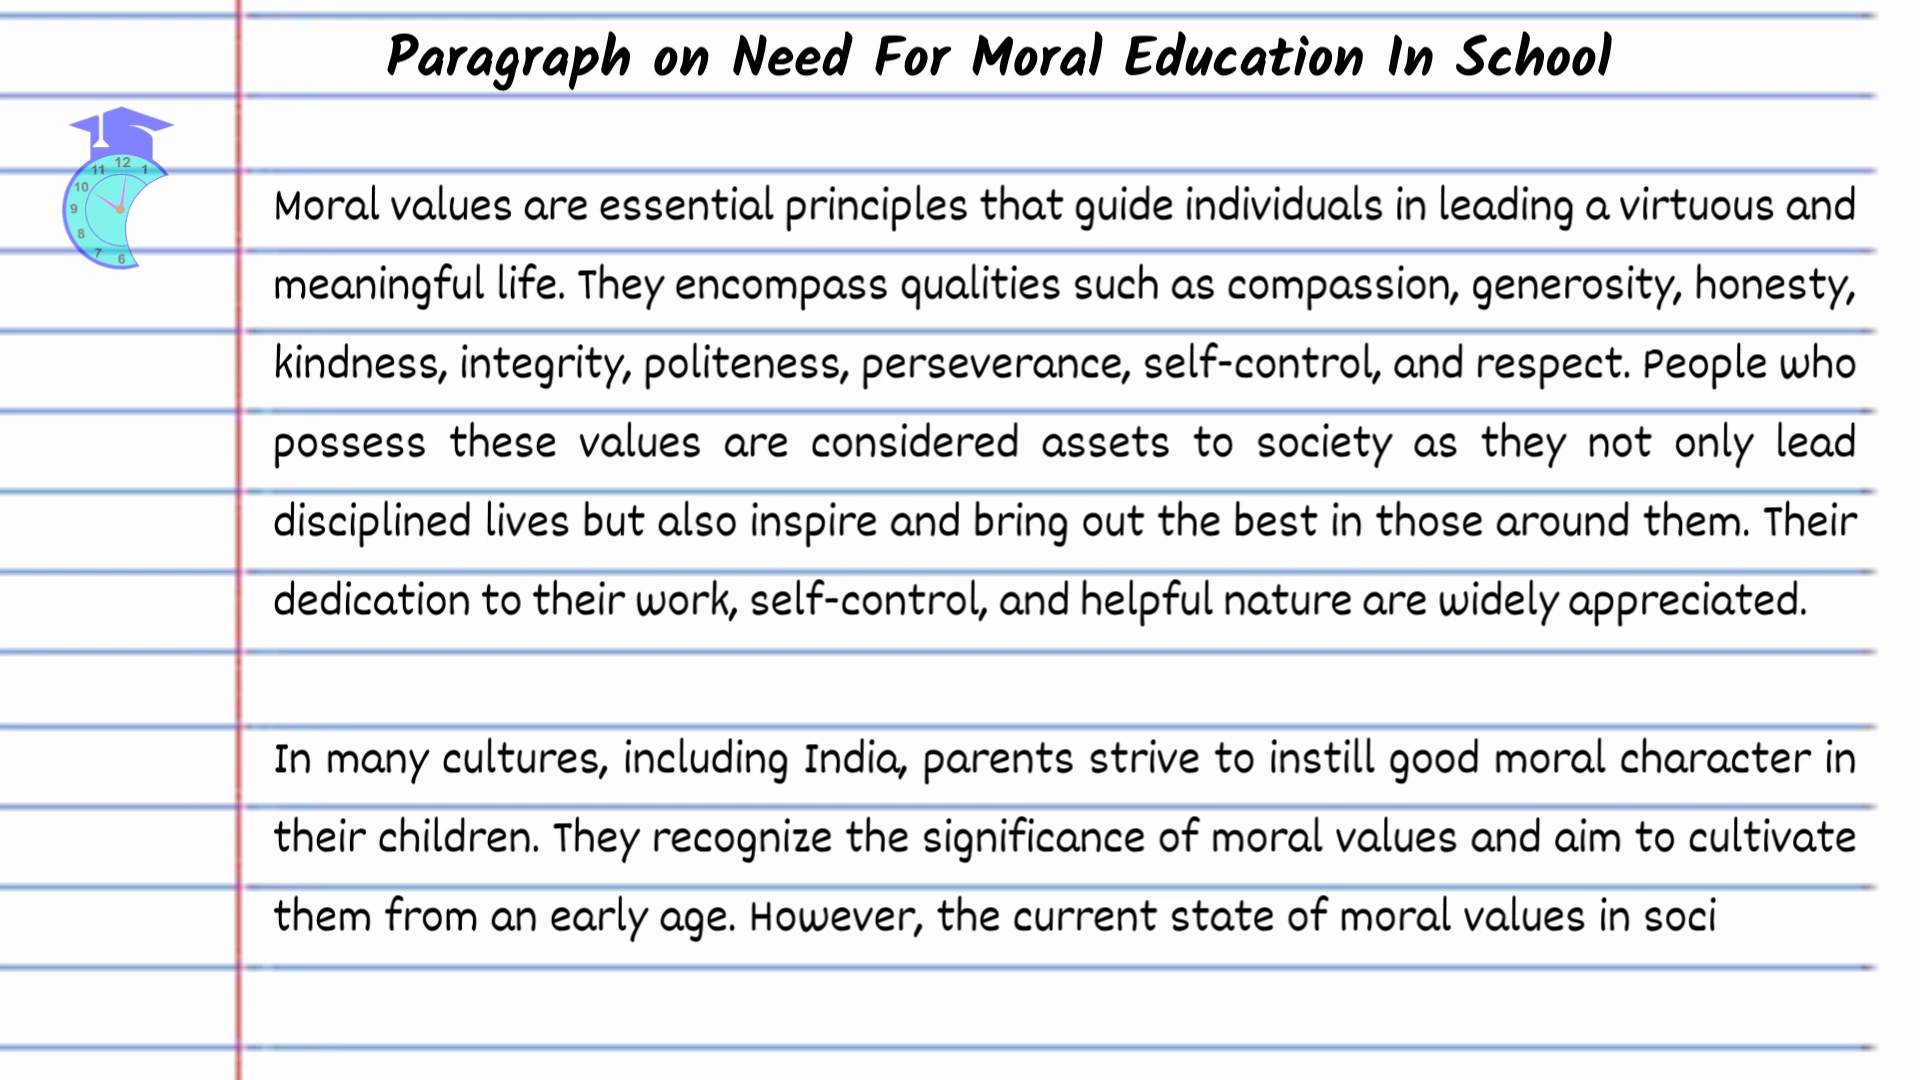 Paragraph on Need For Moral Education In School
12
11
1
10
9
8
7
6
Moral values are essential principles that guide individuals in leading a virtuous and
meaningful life. They encompass qualities such as compassion, generosity, honesty,
kindness, integrity, politeness, perseverance, self-control, and respect. People who
possess these values are considered assets to society as they not only lead
disciplined lives but also inspire and bring out the best in those around them. Their
dedication to their work, self-control, and helpful nature are widely appreciated.
In many cultures, including India, parents strive to instill good moral character in
their children. They recognize the significance of moral values and aim to cultivate
them from an early age. However, the current state of moral values in soci